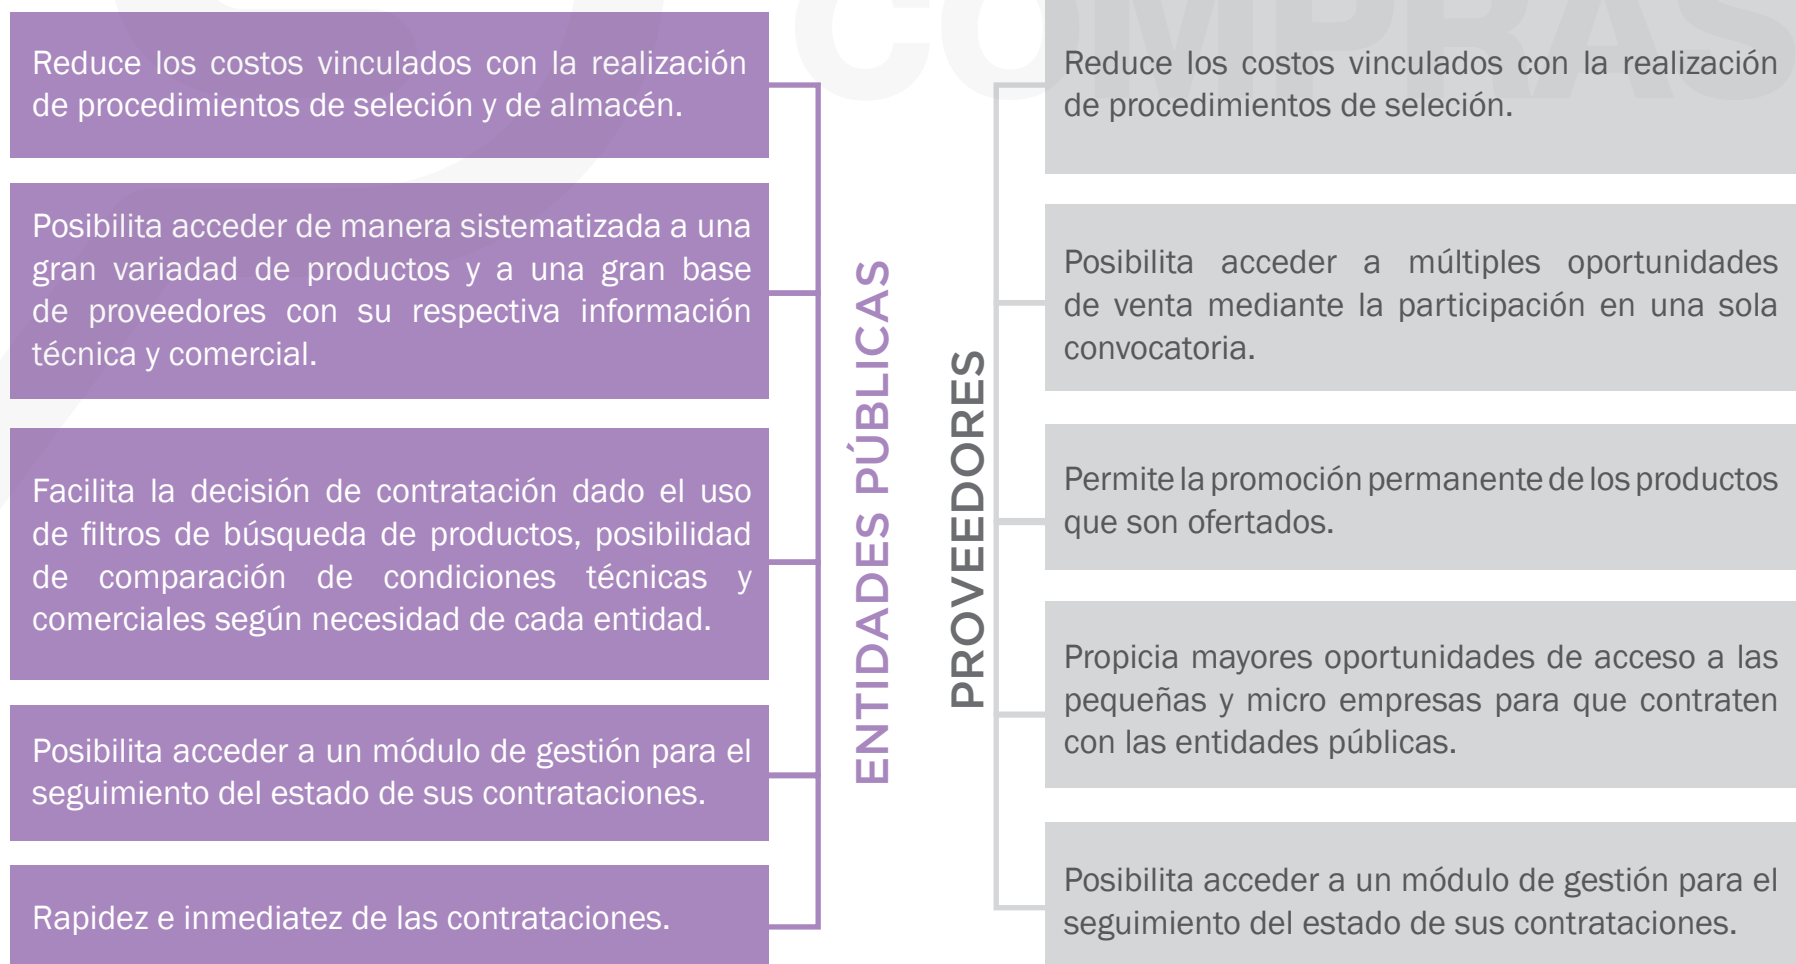 COMPRAS
Reduce los costos vinculados con la realización
de procedimientos de seleción y de almacén.
Posibilita acceder de manera sistematizada a una
gran variadad de productos y a una gran base
de proveedores con su respectiva información
técnica y comercial.
Facilita la decisión de contratación dado el uso
de filtros de búsqueda de productos, posibilidad
de comparación de condiciones técnicas y
comerciales según necesidad de cada entidad.
Posibilita acceder a un módulo de gestión para el
seguimiento del estado de sus contrataciones.
Rapidez e inmediatez de las contrataciones.
ENTIDADES PÚBLICAS
PROVEEDORES
Reduce los costos vinculados con la realización
de procedimientos de seleción.
Posibilita acceder a múltiples oportunidades
de venta mediante la participación en una sola
convocatoria.
Permite la promoción permanente de los productos
que son ofertados.
Propicia mayores oportunidades de acceso a las
pequeñas y micro empresas para que contraten
con las entidades públicas.
Posibilita acceder a un módulo de gestión para el
seguimiento del estado de sus contrataciones.